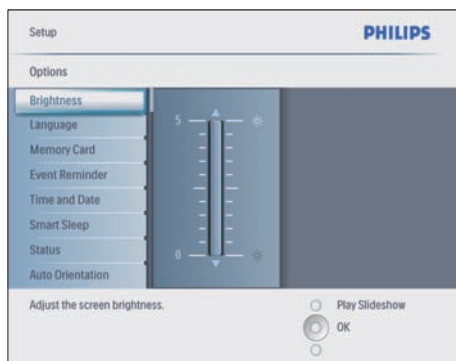 Setup
PHILIPS
Options
Brightness
Language
Memory Card
Event Reminder
Time and Date
Smart Sleep
Status
Auto Orientation
5
0
Adjust the screen brightness.
Play Slideshow
OK